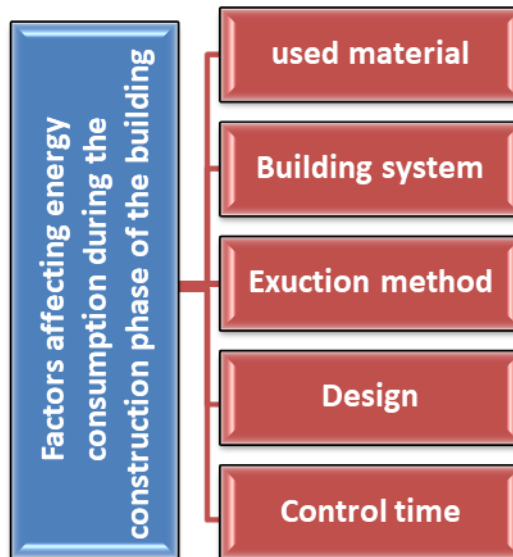 Factors affecting energy
consumption during the
construction phase of the building
used material
Building system
Exuction method
Design
Control time